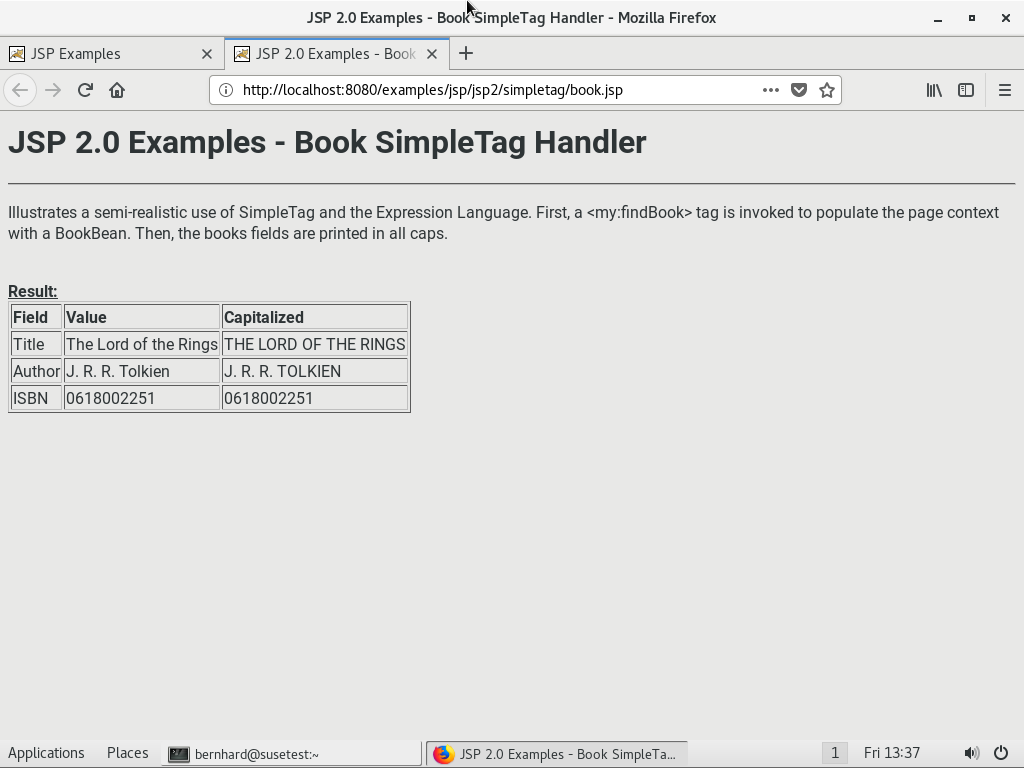 JSP 2.0 Examples - Book SimpleTag Handler - Mozilla Firefox
JSP Examples
JSP 2.0 Examples - Book
http://localhost:8080/examples/jsp/jsp2/simpletag/book.jsp
JSP 2.0 Examples - Book SimpleTag Handler
Illustrates a semi-realistic use of SimpleTag and the Expression Language. First, a <my:findBook> tag is invoked to populate the page context
with a BookBean. Then, the books fields are printed in all caps.
Result:
Field Value Capitalized
Title The Lord of the Rings THE LORD OF THE RINGS
Author J. R. R. Tolkien J. R. R. TOLKIEN
ISBN 0618002251 0618002251
Applications Places bernhard@susetest:~ JSP 2.0 Examples - Book SimpleTa... 1 Fri 13:37